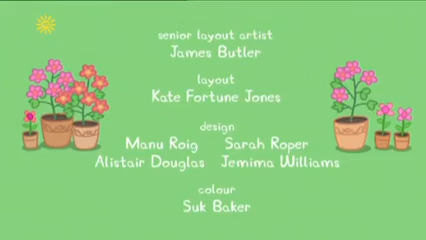 senior layout artist
James Butler
layout
Kate Fortune Jones
design
Manu Roig Sarah Roper
Alistair Douglas Jemima Williams
colour
Suk Baker